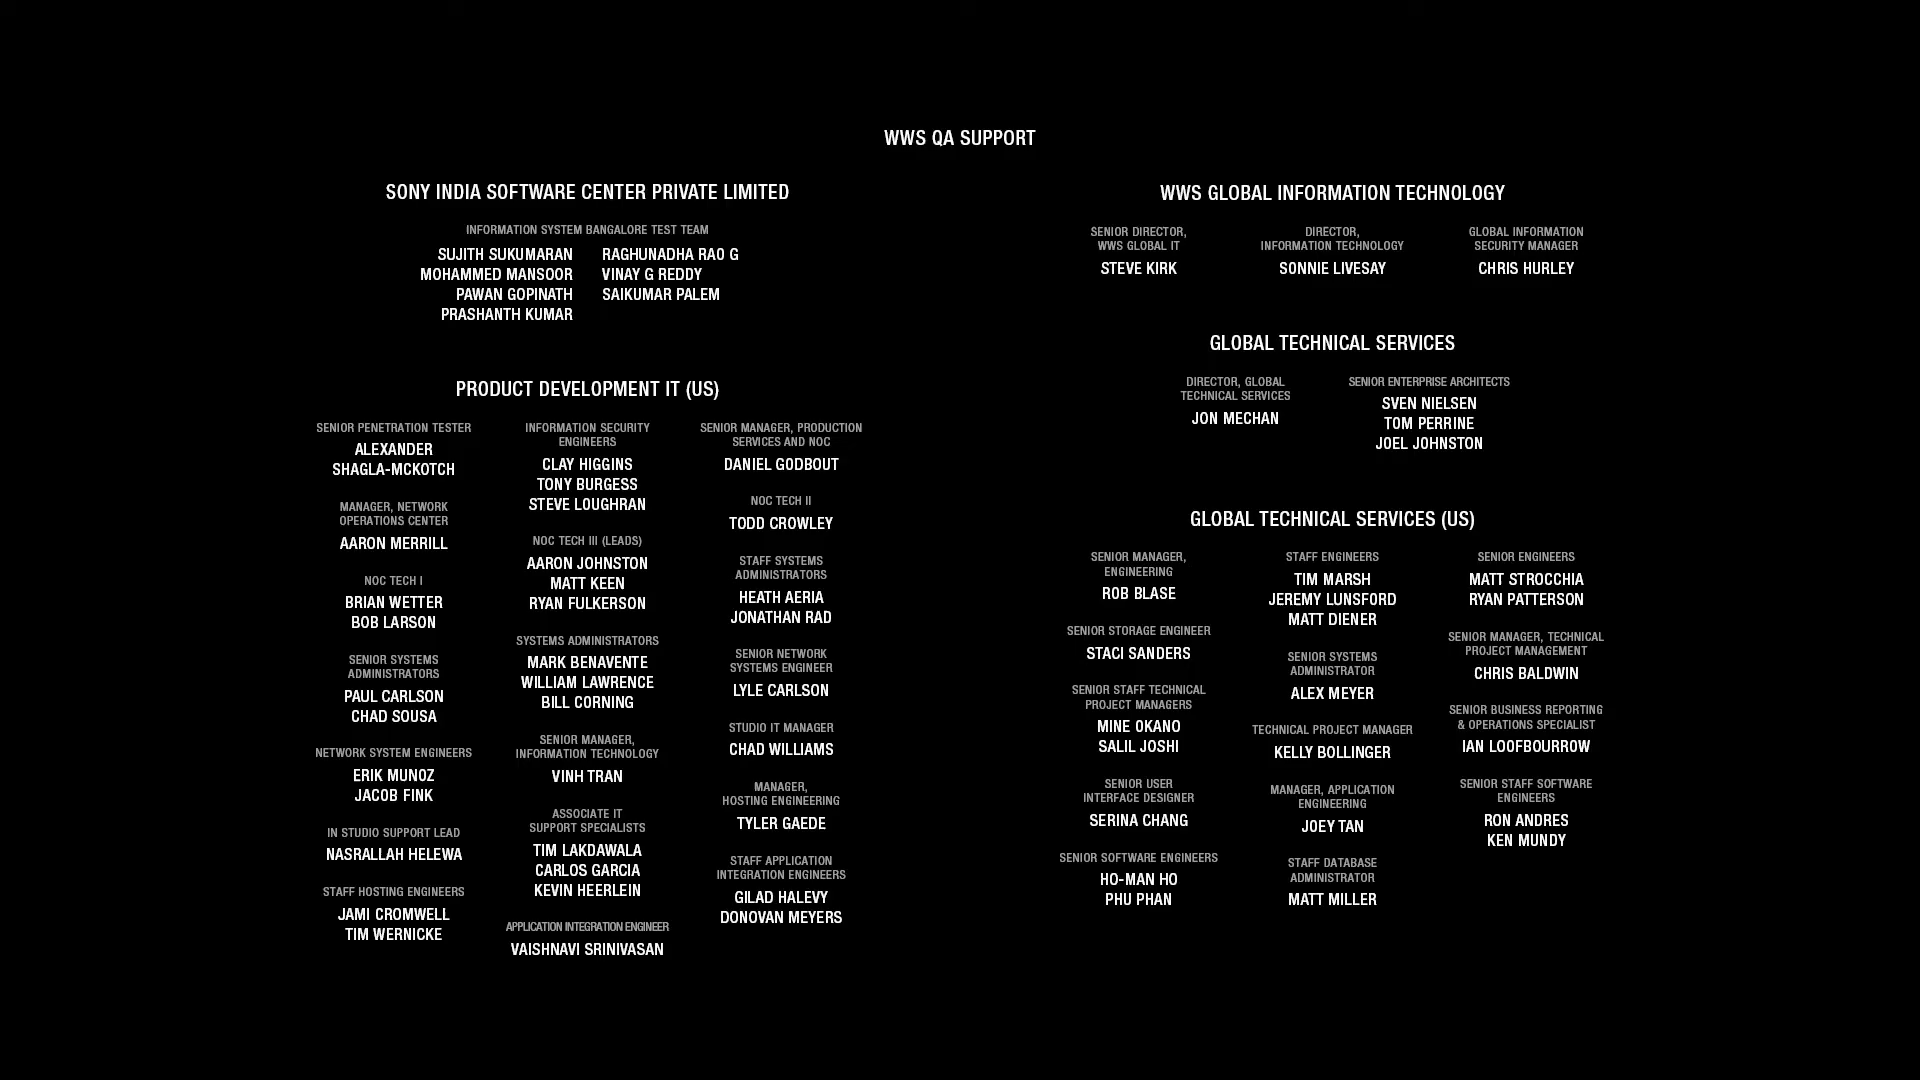 WWS QA SUPPORT
SONY INDIA SOFTWARE CENTER PRIVATE LIMITED
INFORMATION SYSTEM BANGALORE TEST TEAM
SUJITH SUKUMARAN
MOHAMMED MANSOOR
PAWAN GOPINATH
PRASHANTH KUMAR
RAGHUNADHA RAO G
VINAY G REDDY
SAIKUMAR PALEM
PRODUCT DEVELOPMENT IT (US)
SENIOR PENETRATION TESTER
ALEXANDER
SHAGLA-MCKOTCH
MANAGER, NETWORK
OPERATIONS CENTER
AARON MERRILL
NOC TECH I
BRIAN WETTER
BOB LARSON
SENIOR SYSTEMS
ADMINISTRATORS
PAUL CARLSON
CHAD SOUSA
NETWORK SYSTEM ENGINEERS
ERIK MUNOZ
JACOB FINK
IN STUDIO SUPPORT LEAD
NASRALLAH HELEWA
STAFF HOSTING ENGINEERS
JAMI CROMWELL
TIM WERNICKE
INFORMATION SECURITY
ENGINEERS
CLAY HIGGINS
TONY BURGESS
STEVE LOUGHRAN
NOC TECH III (LEADS)
AARON JOHNSTON
MATT KEEN
RYAN FULKERSON
SYSTEMS ADMINISTRATORS
MARK BENAVENTE
WILLIAM LAWRENCE
BILL CORNING
SENIOR MANAGER,
INFORMATION TECHNOLOGY
VINH TRAN
ASSOCIATE IT
SUPPORT SPECIALISTS
TIM LAKDAWALA
CARLOS GARCIA
KEVIN HEERLEIN
APPLICATION INTEGRATION ENGINEER
VAISHNAVI SRINIVASAN
SENIOR MANAGER, PRODUCTION
SERVICES AND NOC
DANIEL GODBOUT
NOC TECH II
TODD CROWLEY
STAFF SYSTEMS
ADMINISTRATORS
HEATH AERIA
JONATHAN RAD
SENIOR NETWORK
SYSTEMS ENGINEER
LYLE CARLSON
STUDIO IT MANAGER
CHAD WILLIAMS
MANAGER,
HOSTING ENGINEERING
TYLER GAEDE
STAFF APPLICATION
INTEGRATION ENGINEERS
GILAD HALEVY
DONOVAN MEYERS
WWS GLOBAL INFORMATION TECHNOLOGY
SENIOR DIRECTOR,
WWS GLOBAL IT
STEVE KIRK
DIRECTOR,
INFORMATION TECHNOLOGY
SONNIE LIVESAY
GLOBAL INFORMATION
SECURITY MANAGER
CHRIS HURLEY
GLOBAL TECHNICAL SERVICES
DIRECTOR, GLOBAL
TECHNICAL SERVICES
JON MECHAN
SENIOR ENTERPRISE ARCHITECTS
SVEN NIELSEN
TOM PERRINE
JOEL JOHNSTON
GLOBAL TECHNICAL SERVICES (US)
SENIOR MANAGER,
ENGINEERING
ROB BLASE
SENIOR STORAGE ENGINEER
STACI SANDERS
SENIOR STAFF TECHNICAL
PROJECT MANAGERS
MINE OKANO
SALIL JOSHI
SENIOR USER
INTERFACE DESIGNER
SERINA CHANG
SENIOR SOFTWARE ENGINEERS
HO-MAN HO
PHU PHAN
STAFF ENGINEERS
TIM MARSH
JEREMY LUNSFORD
MATT DIENER
SENIOR SYSTEMS
ADMINISTRATOR
ALEX MEYER
TECHNICAL PROJECT MANAGER
KELLY BOLLINGER
MANAGER, APPLICATION
ENGINEERING
JOEY TAN
STAFF DATABASE
ADMINISTRATOR
MATT MILLER
SENIOR ENGINEERS
MATT STROCCHIA
RYAN PATTERSON
SENIOR MANAGER, TECHNICAL
PROJECT MANAGEMENT
CHRIS BALDWIN
SENIOR BUSINESS REPORTING
& OPERATIONS SPECIALIST
IAN LOOFBOURROW
SENIOR STAFF SOFTWARE
ENGINEERS
RON ANDRES
KEN MUNDY